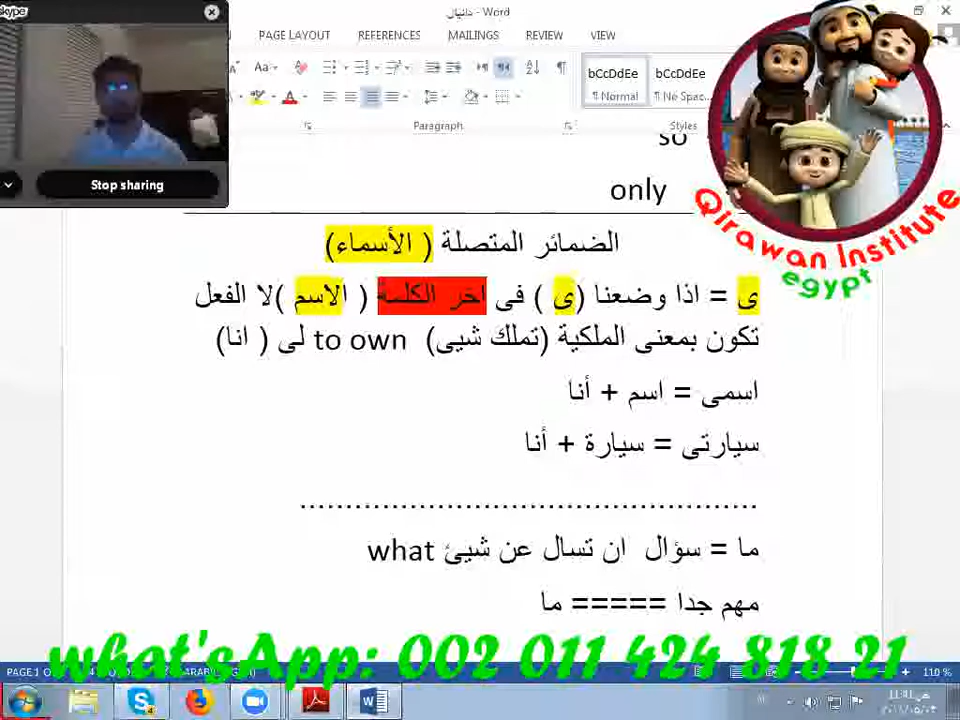 skype
دانيال - Word
PAGE LAYOUT REFERENCES MAILINGS REVIEW VIEW
bCcDdEe bCcDdEe
¶ Normal ¶ No Spac...
Paragraph Styles
Stop sharing
so
only
الضمائر المتصلة ( الأسماء)
ى = اذا وضعنا (ى ) فى اخر الكلمة ( الاسم )لا الفعل
تكون بمعنى الملكية (تملك شيى) to own لى ( انا)
اسمى = اسم + أنا
سيارتى = سيارة + أنا
......................................................
ما = سؤال ان تسال عن شيئ what
مهم جدا ===== ما
Qirawan Institute
egypt
what'sApp: 002 011 424 818 21
110 %